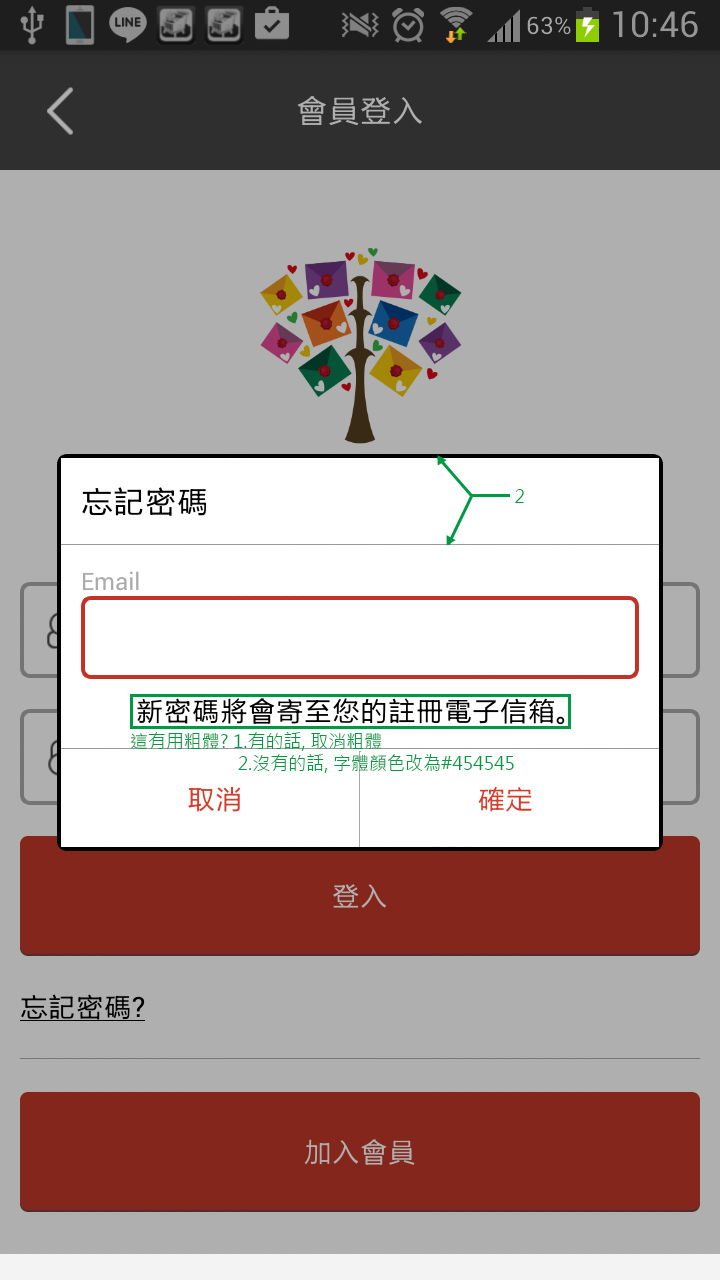 LINE
63%
10:46
會員登入
忘記密碼
2
Email
新密碼將會寄至您的註冊電子信箱。
這有用粗體? 1.有的話, 取消粗體
2.沒有的話, 字體顏色改為#454545
取消
確定
登入
忘記密碼?
加入會員